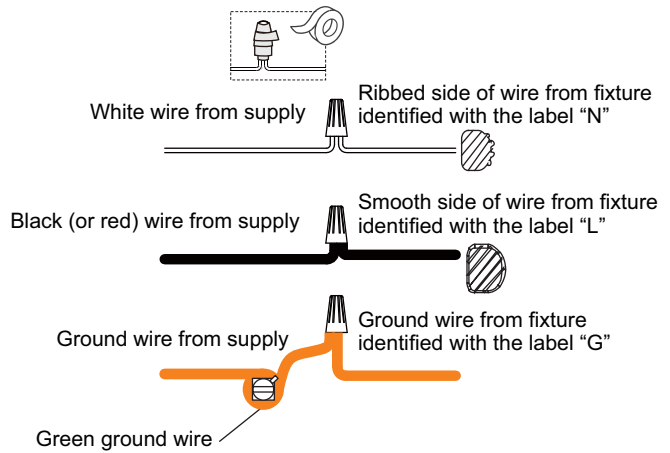 White wire from supply
Ribbed side of wire from fixture
identified with the label “N”
Black (or red) wire from supply
Smooth side of wire from fixture
identified with the label “L”
Ground wire from supply
Ground wire from fixture
identified with the label “G”
Green ground wire